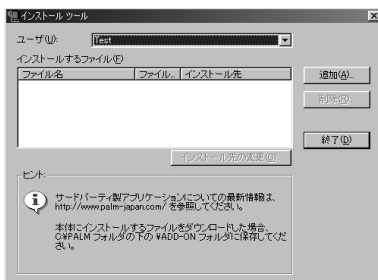 インストール ツール
ユーザ(U):
Test
インストールするファイル(F)
ファイル名
ファイル...
インストール先
追加(A)...
削除(R)...
終了(D)
インストール先の変更(C)...
ヒント:
サードパーティ製アプリケーションについての最新情報は、
http://www.palm-japan.com/ を参照してください。
本体にインストールするファイルをダウンロードした場合、
C:¥PALM フォルダの下の ¥ADD-ON フォルダに保存してくだ
さい。